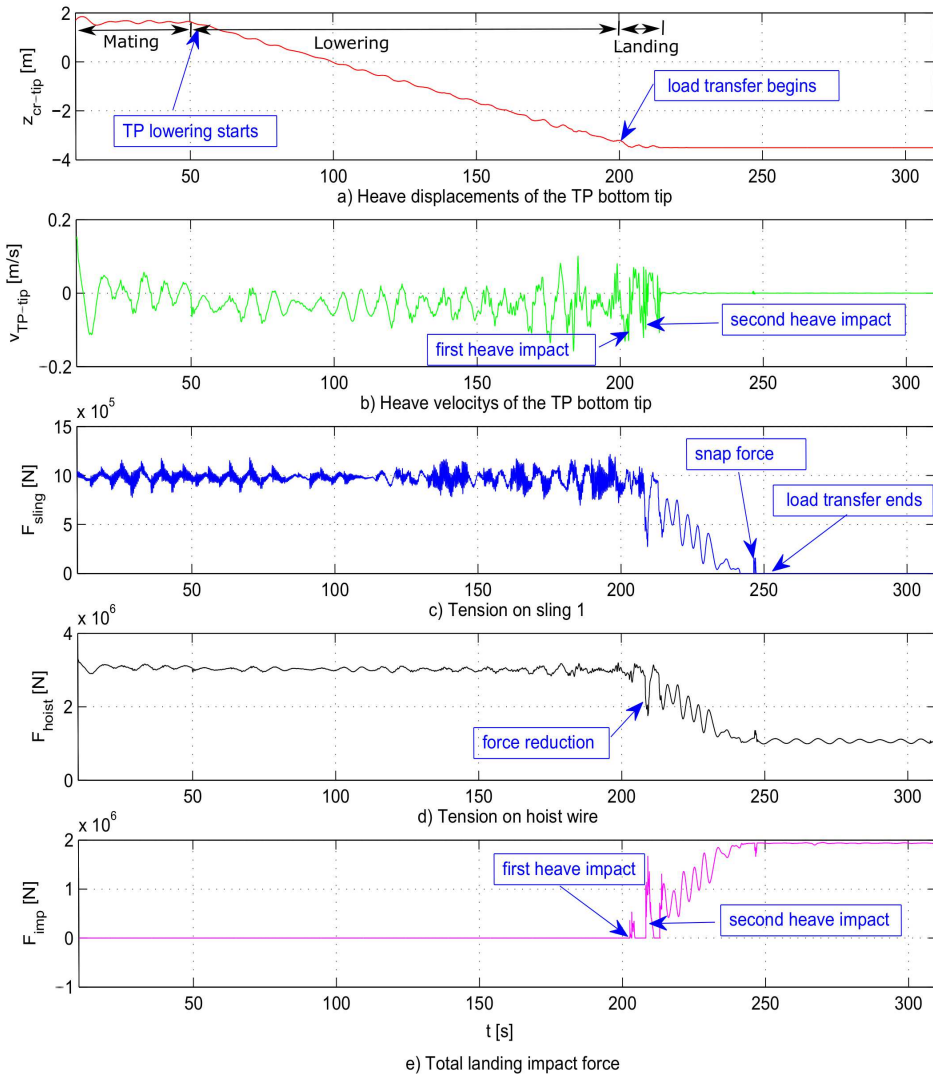 2
0
−2
−4
z cr−tip [m]
Mating
Lowering
Landing
TP lowering starts
load transfer begins
50 100 150 200 250 300
a) Heave displacements of the TP bottom tip
0.2
0
−0.2
v TP−tip [m/s]
first heave impact
second heave impact
50 100 150 200 250 300
b) Heave velocitys of the TP bottom tip
x 10^5
15
10
5
0
F sling [N]
snap force
load transfer ends
50 100 150 200 250 300
c) Tension on sling 1
x 10^6
4
2
0
F hoist [N]
force reduction
50 100 150 200 250 300
d) Tension on hoist wire
x 10^6
2
1
0
−1
F imp [N]
first heave impact
second heave impact
50 100 150 200 250 300
t [s]
e) Total landing impact force